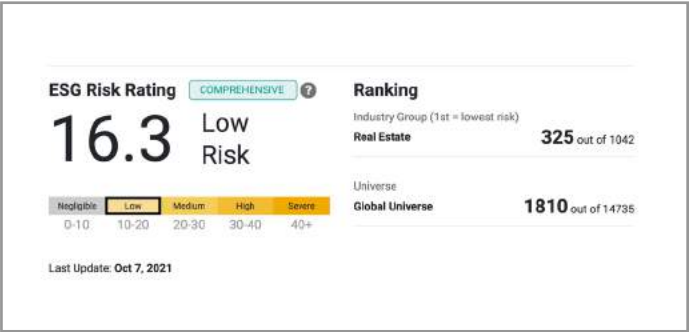 ESG Risk Rating COMPREHENSIVE ?
16.3 Low Risk
Negligible Low Medium High Severe
0-10 10-20 20-30 30-40 40+
Last Update: Oct 7, 2021
Ranking
Industry Group (1st = lowest risk)
Real Estate 325 out of 1042
Universe
Global Universe 1810 out of 14735